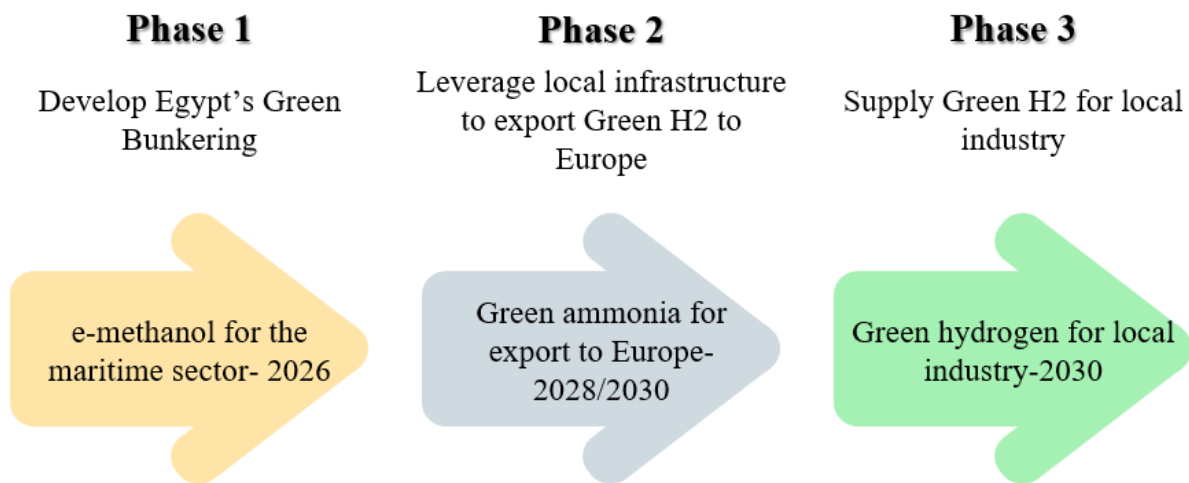 Phase 1
Develop Egypt’s Green
Bunkering
e-methanol for the
maritime sector- 2026
Phase 2
Leverage local infrastructure
to export Green H2 to
Europe
Green ammonia for
export to Europe-
2028/2030
Phase 3
Supply Green H2 for local
industry
Green hydrogen for local
industry-2030